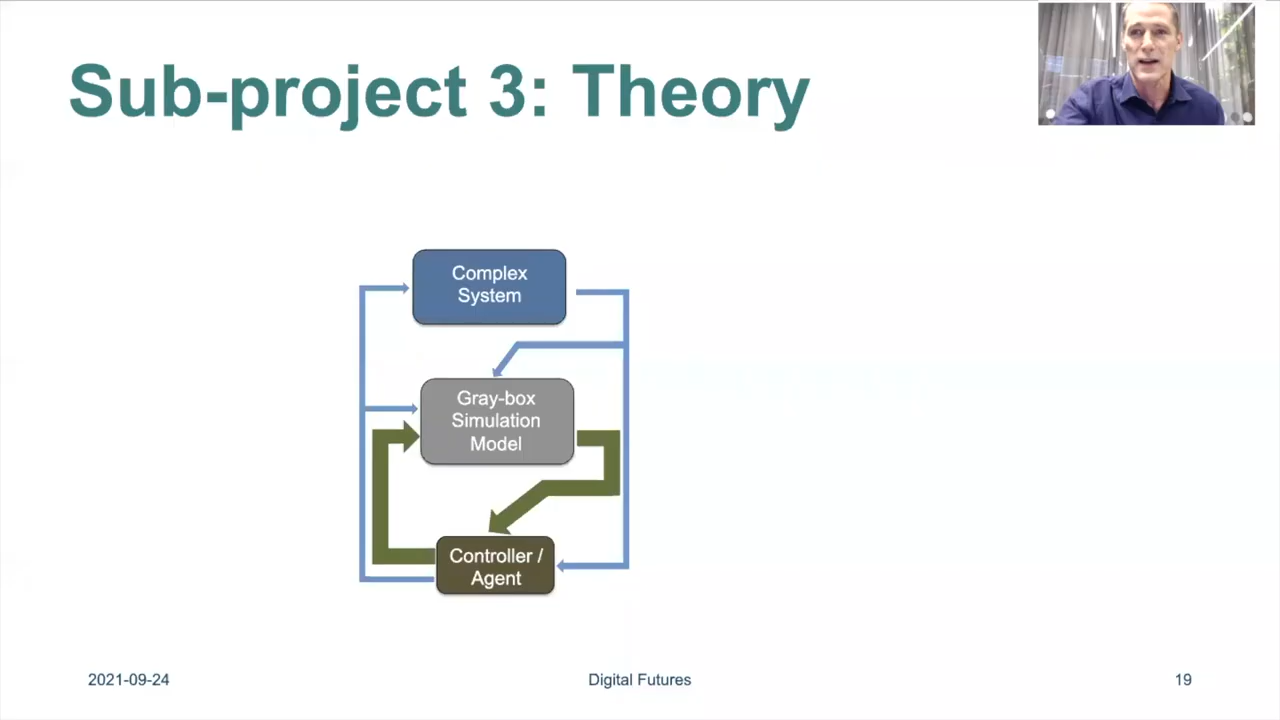 Sub-project 3: Theory
Complex
System
Gray-box
Simulation
Model
Controller /
Agent
2021-09-24
Digital Futures
19